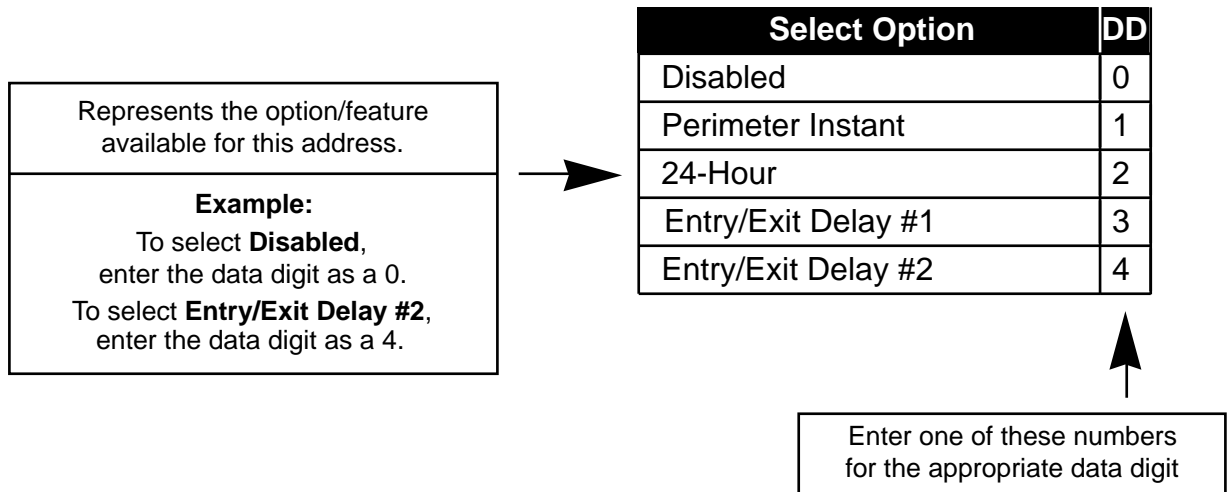 Represents the option/feature
available for this address.
Example:
To select Disabled,
enter the data digit as a 0.
To select Entry/Exit Delay #2,
enter the data digit as a 4.
Select Option DD
Disabled 0
Perimeter Instant 1
24-Hour 2
Entry/Exit Delay #1 3
Entry/Exit Delay #2 4
Enter one of these numbers
for the appropriate data digit